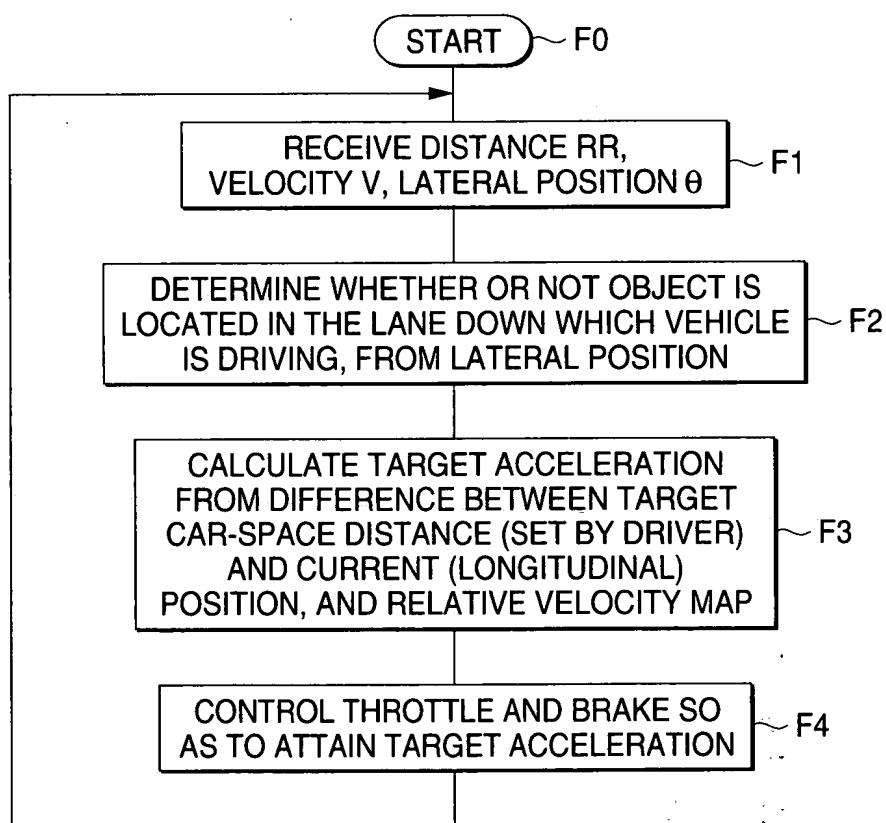 START
F0
RECEIVE DISTANCE RR,
VELOCITY V, LATERAL POSITION θ
F1
DETERMINE WHETHER OR NOT OBJECT IS
LOCATED IN THE LANE DOWN WHICH VEHICLE
IS DRIVING, FROM LATERAL POSITION
F2
CALCULATE TARGET ACCELERATION
FROM DIFFERENCE BETWEEN TARGET
CAR-SPACE DISTANCE (SET BY DRIVER)
AND CURRENT (LONGITUDINAL)
POSITION, AND RELATIVE VELOCITY MAP
F3
CONTROL THROTTLE AND BRAKE SO
AS TO ATTAIN TARGET ACCELERATION
F4